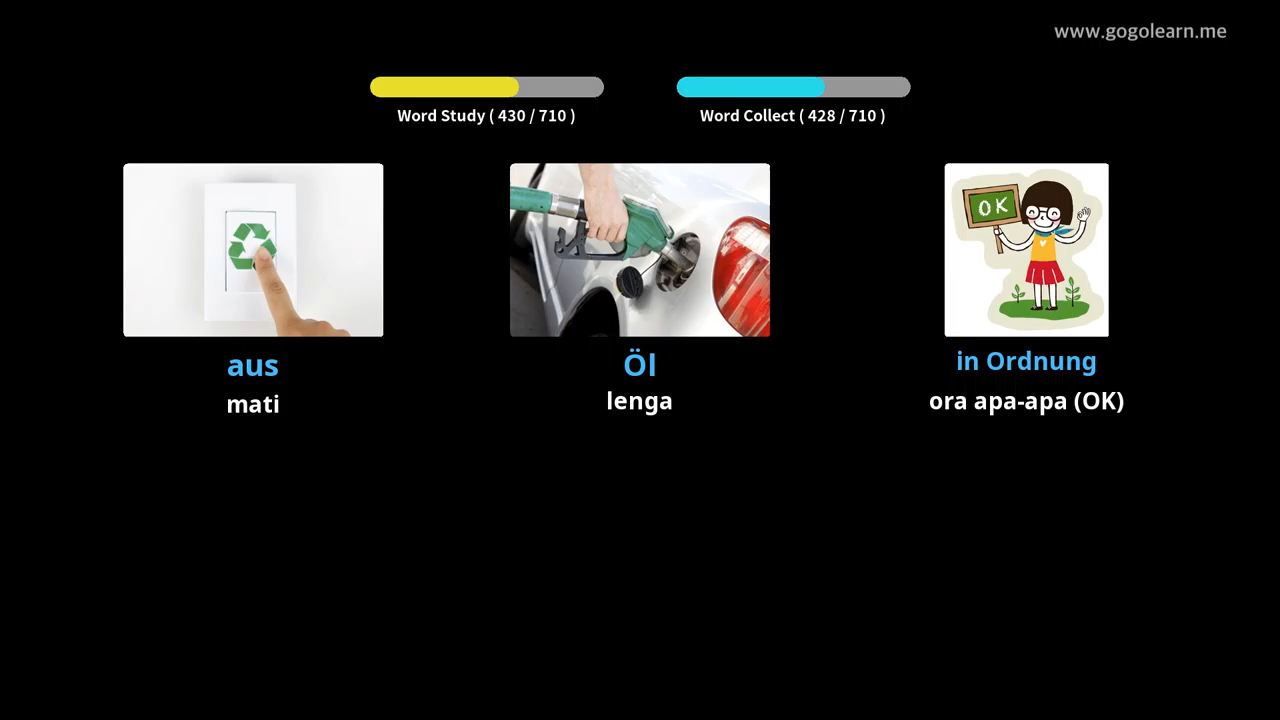 www.gogolearn.me
Word Study ( 430 / 710 )
Word Collect ( 428 / 710 )
OK
aus
Öl
in Ordnung
mati
lenga
ora apa-apa (OK)